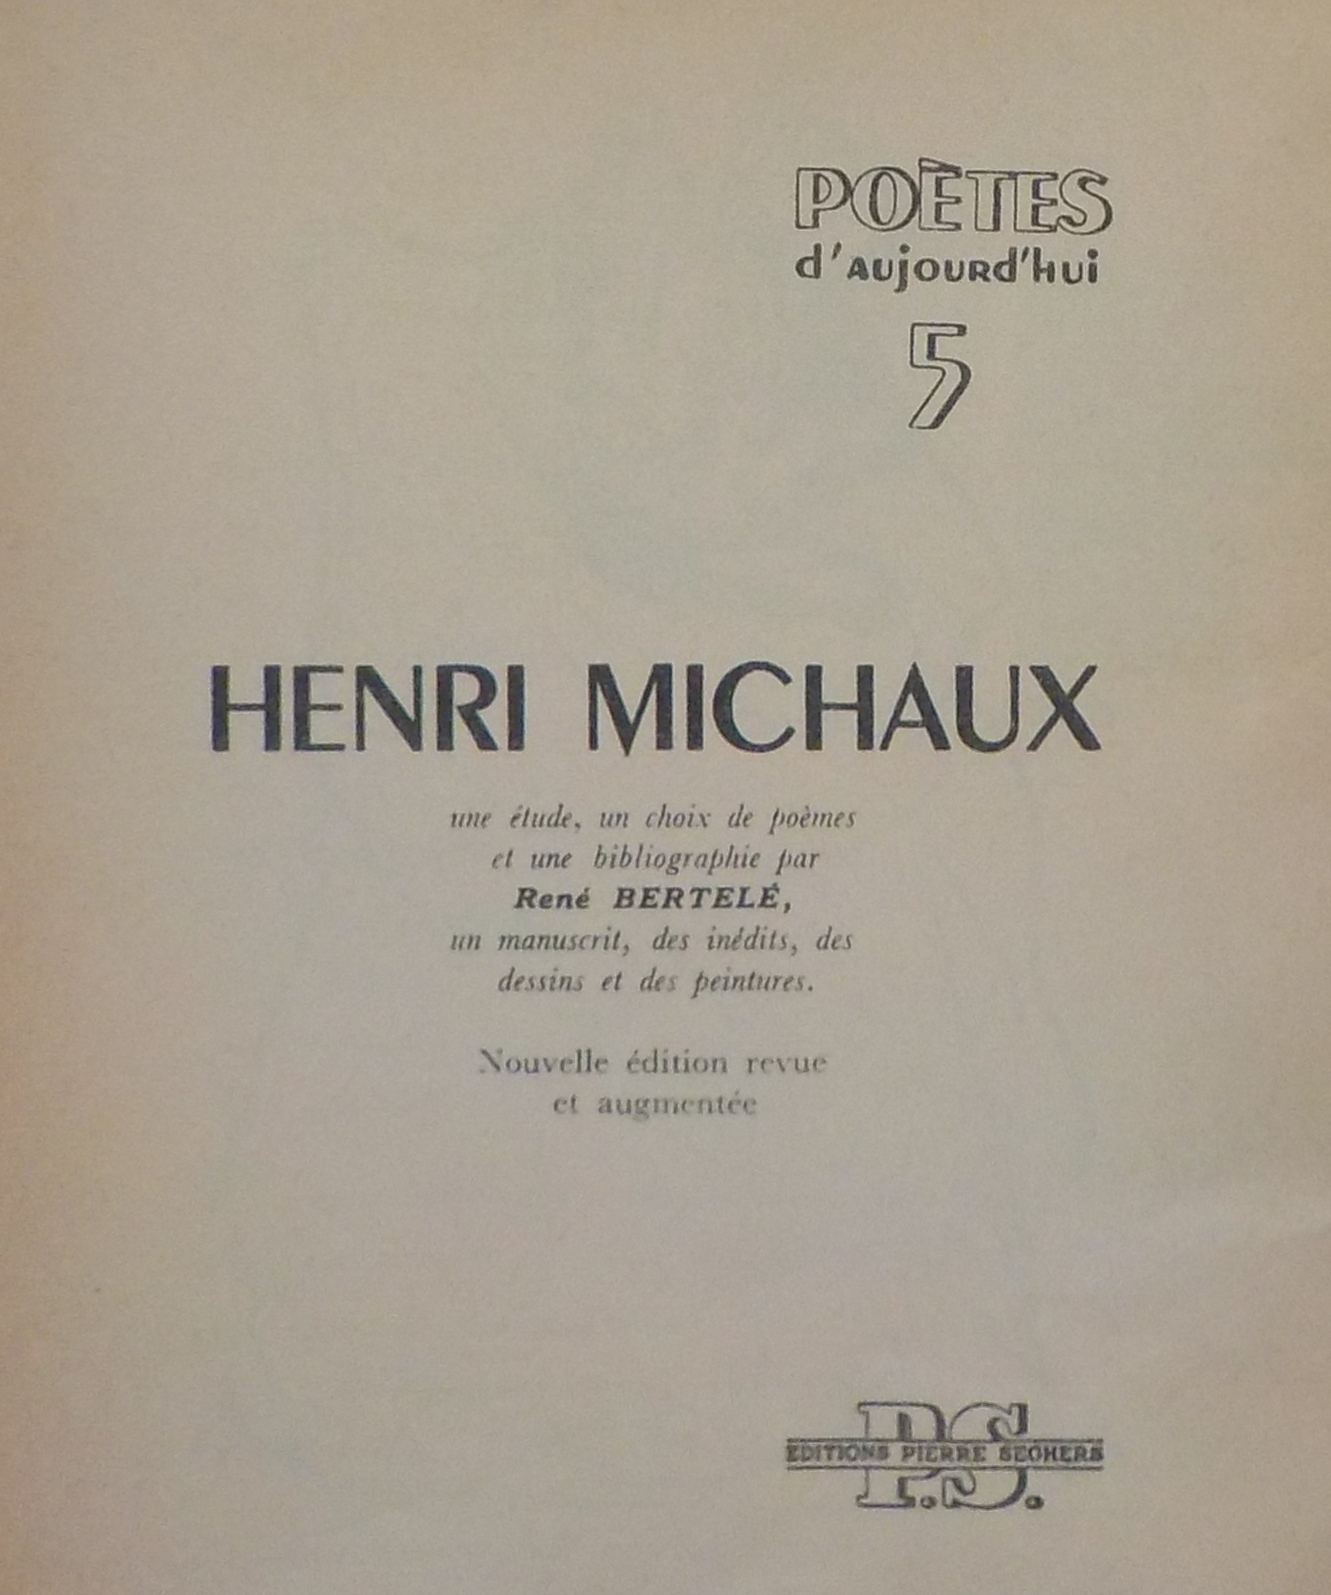 POÈTES
d'AUjOURd'hui
5
HENRI MICHAUX
une étude, un choix de poèmes
et une bibliographie par
René BERTELÉ,
un manuscrit, des inédits, des
dessins et des peintures.
Nouvelle édition revue
et augmentée
P.S.
EDITIONS PIERRE SEGHERS